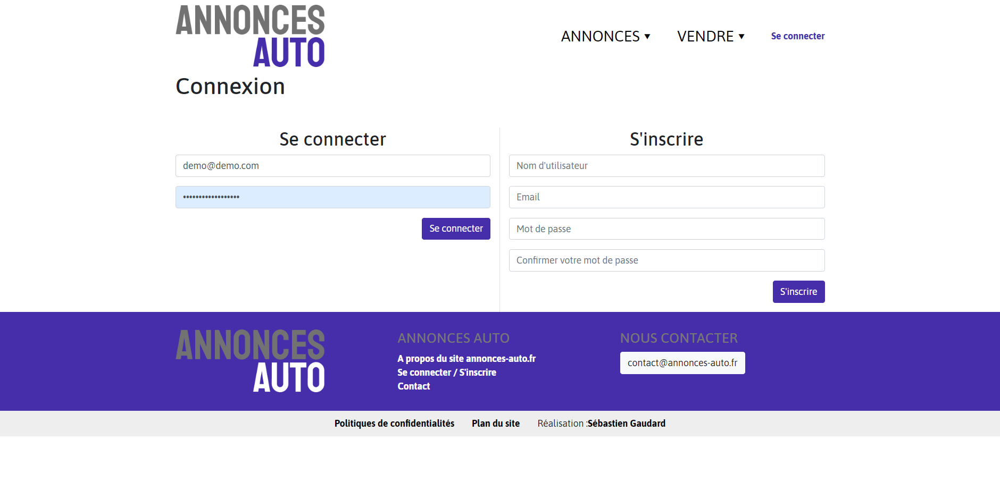 ANNONCES
AUTO
ANNONCES ▼
VENDRE ▼
Se connecter
Connexion
Se connecter
demo@demo.com
••••••••••••••••••
Se connecter
S'inscrire
Nom d'utilisateur
Email
Mot de passe
Confirmer votre mot de passe
S'inscrire
ANNONCES
AUTO
ANNONCES AUTO
A propos du site annonces-auto.fr
Se connecter / S'inscrire
Contact
NOUS CONTACTER
contact@annonces-auto.fr
Politiques de confidentialités
Plan du site
Réalisation :Sébastien Gaudard